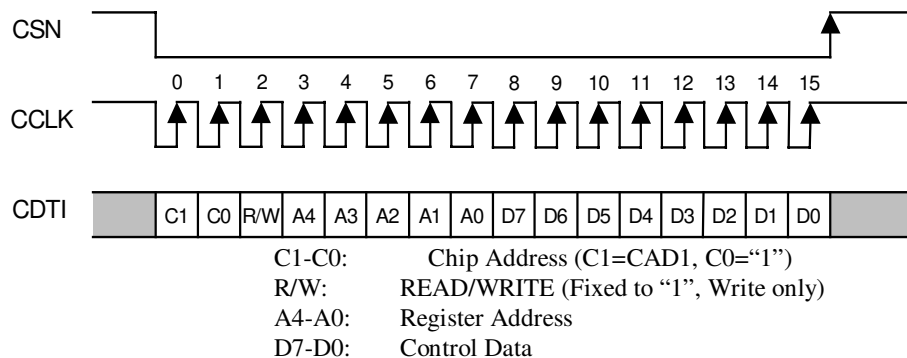 CSN
0 1 2 3 4 5 6 7 8 9 10 11 12 13 14 15
CCLK
CDTI C1 C0 R/W A4 A3 A2 A1 A0 D7 D6 D5 D4 D3 D2 D1 D0
C1-C0: Chip Address (C1=CAD1, C0=“1”)
R/W: READ/WRITE (Fixed to “1”, Write only)
A4-A0: Register Address
D7-D0: Control Data